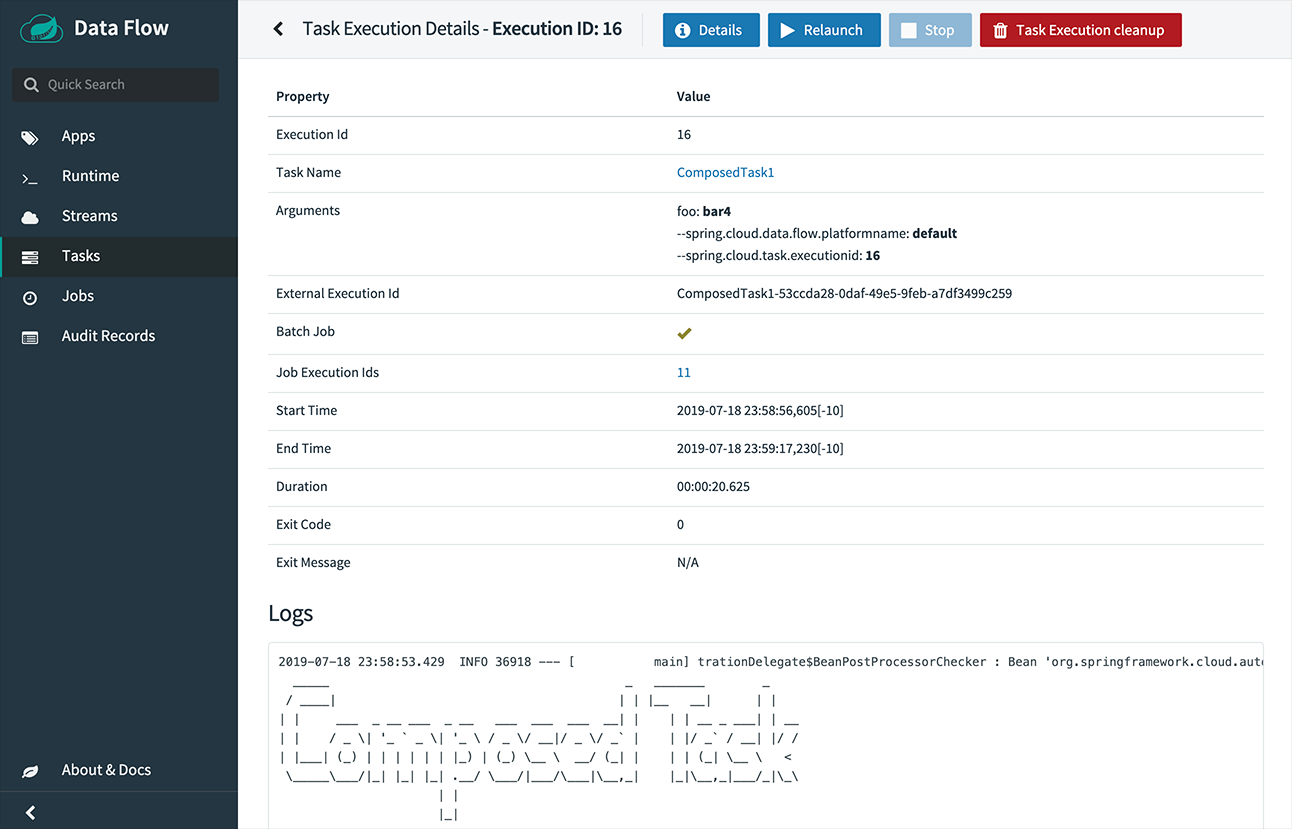 Data Flow
Task Execution Details - Execution ID: 16
Details
Relaunch
Stop
Task Execution cleanup
Quick Search
Apps
Runtime
Streams
Tasks
Jobs
Audit Records
About & Docs
Property Value
Execution Id 16
Task Name ComposedTask1
Arguments foo: bar4
--spring.cloud.data.flow.platformname: default
--spring.cloud.task.executionid: 16
External Execution Id ComposedTask1-53ccda28-0daf-49e5-9feb-a7df3499c259
Batch Job
Job Execution Ids 11
Start Time 2019-07-18 23:58:56,605[-10]
End Time 2019-07-18 23:59:17,230[-10]
Duration 00:00:20.625
Exit Code 0
Exit Message N/A
Logs
2019-07-18 23:58:53.429  INFO 36918 --- [           main] trationDelegate$BeanPostProcessorChecker : Bean 'org.springframework.cloud.auto
Composed Task